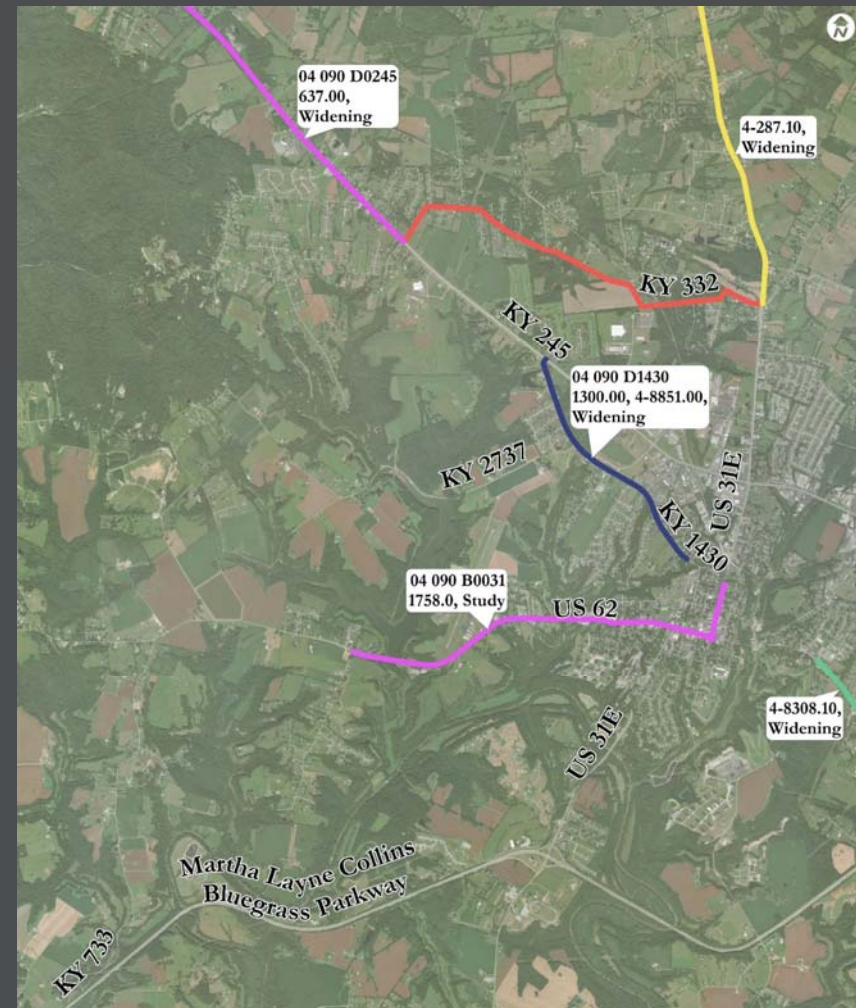 N
04 090 D0245
637.00,
Widening
4-287.10,
Widening
KY 332
KY 245
04 090 D1430
1300.00, 4-8851.00,
Widening
KY 2737
US 31E
KY 1430
04 090 B0031
1758.0, Study
US 62
4-8308.10,
Widening
US 31E
Martha Layne Collins
Bluegrass Parkway
KY 733